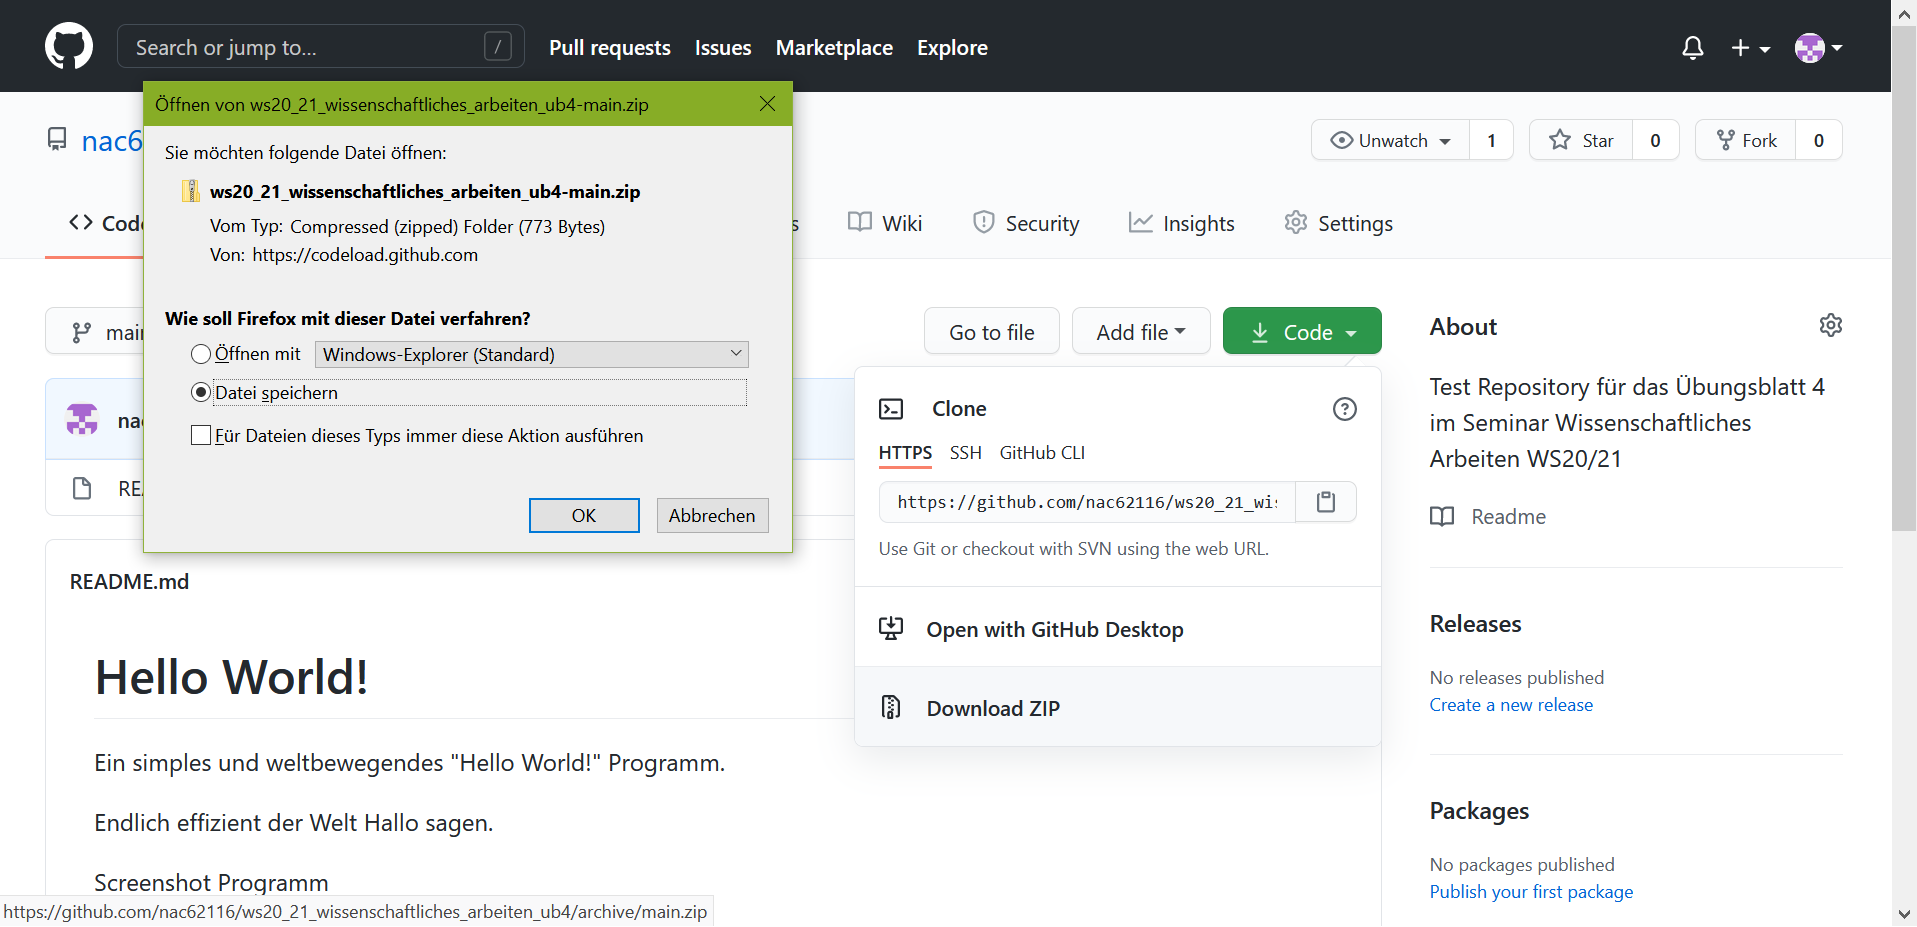 Search or jump to...
/
Pull requests
Issues
Marketplace
Explore
Öffnen von ws20_21_wissenschaftliches_arbeiten_ub4-main.zip
Sie möchten folgende Datei öffnen:
ws20_21_wissenschaftliches_arbeiten_ub4-main.zip
Vom Typ: Compressed (zipped) Folder (773 Bytes)
Von: https://codeload.github.com
Wie soll Firefox mit dieser Datei verfahren?
Öffnen mit
Windows-Explorer (Standard)
Datei speichern
Für Dateien dieses Typs immer diese Aktion ausführen
OK
Abbrechen
nac6
Unwatch
1
Star
0
Fork
0
Code
s
Wiki
Security
Insights
Settings
main
Go to file
Add file
Code
na
RE
Clone
HTTPS
SSH
GitHub CLI
https://github.com/nac62116/ws20_21_wi
Use Git or checkout with SVN using the web URL.
Open with GitHub Desktop
Download ZIP
README.md
Hello World!
Ein simples und weltbewegendes "Hello World!" Programm.
Endlich effizient der Welt Hallo sagen.
Screenshot Programm
https://github.com/nac62116/ws20_21_wissenschaftliches_arbeiten_ub4/archive/main.zip
About
Test Repository für das Übungsblatt 4
im Seminar Wissenschaftliches
Arbeiten WS20/21
Readme
Releases
No releases published
Create a new release
Packages
No packages published
Publish your first package